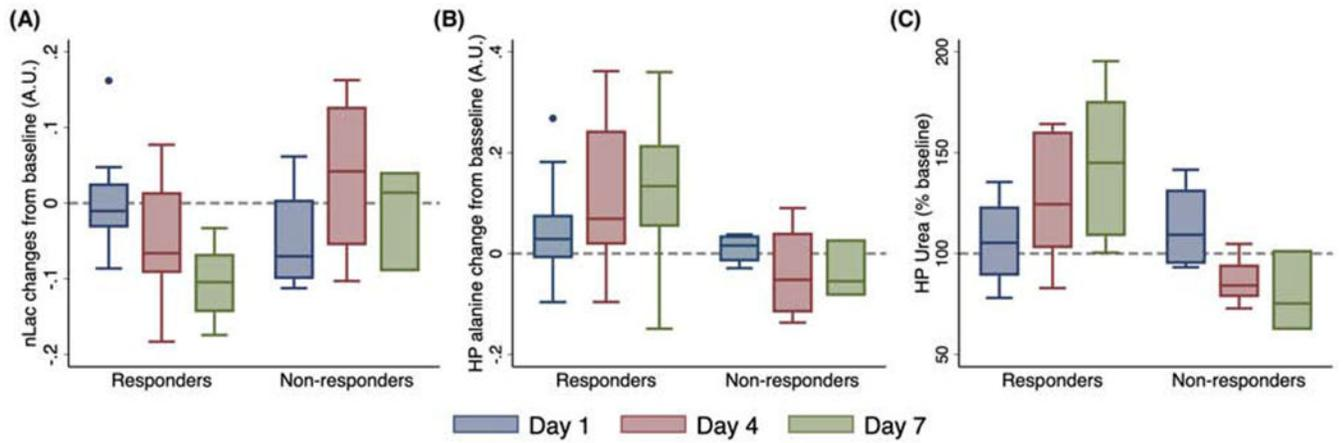 (A)
nLac changes from baseline (A.U.)
.2
.1
0
-.1
-.2
Responders Non-responders
(B)
HP alanine change from basseline (A.U.)
.4
.2
0
-.2
Responders Non-responders
(C)
HP Urea (% baseline)
200
150
100
50
Responders Non-responders
Day 1 Day 4 Day 7